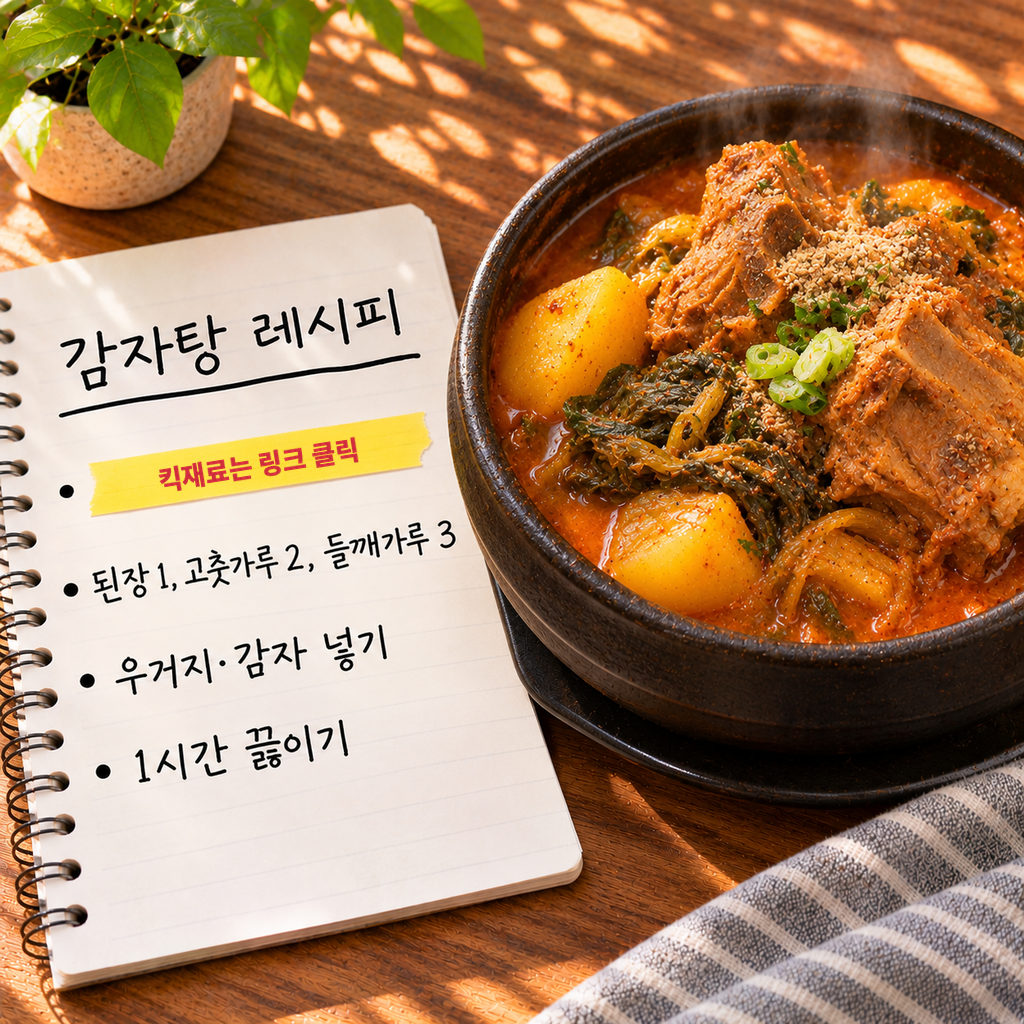 감자탕 레시피
킥재료는 링크 클릭
된장 1, 고춧가루 2, 들깨가루 3
우거지·감자 넣기
1시간 끓이기